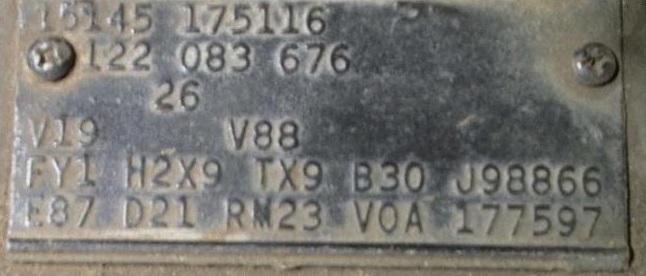 15145 175116
122 083 676
26
V19 V88
FY1 H2X9 TX9 B30 J98866
E87 D21 RM23 V0A 177597